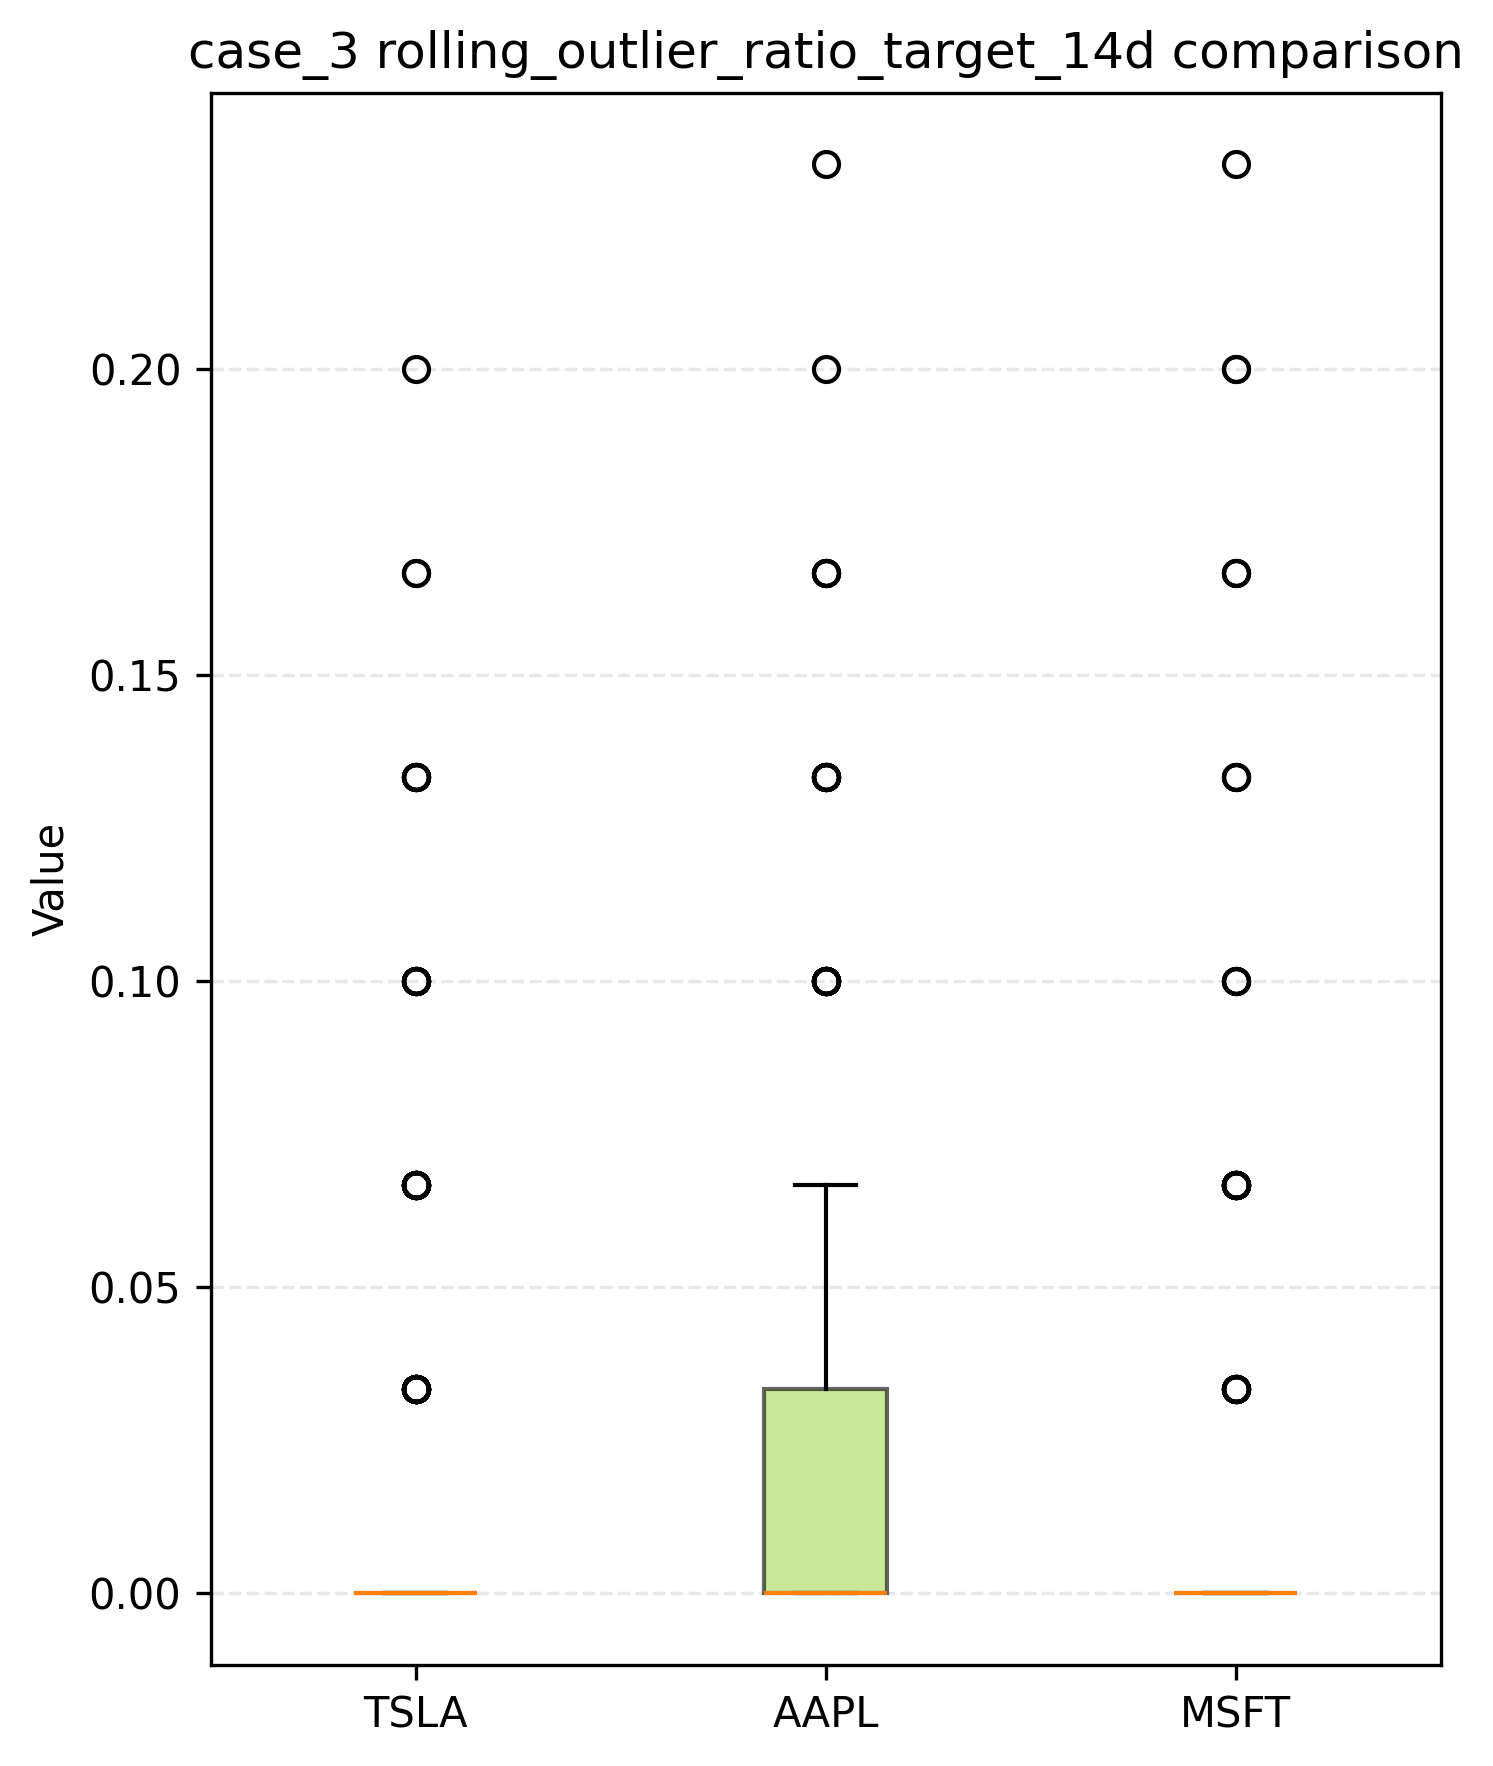 case_3 rolling_outlier_ratio_target_14d comparison
Value
0.20
0.15
0.10
0.05
0.00
TSLA
AAPL
MSFT